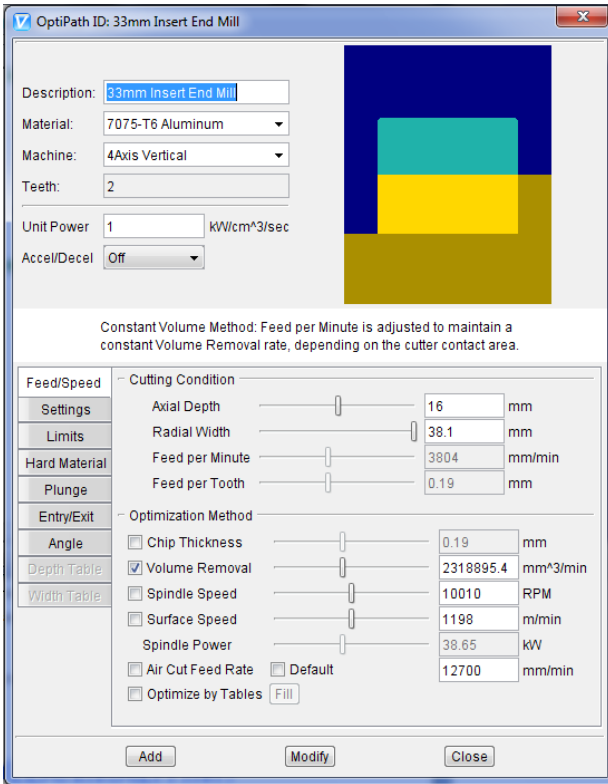 OptiPath ID: 33mm Insert End Mill
Description: 33mm Insert End Mill
Material: 7075-T6 Aluminum
Machine: 4Axis Vertical
Teeth: 2
Unit Power 1 kW/cm^3/sec
Accel/Decel Off
Constant Volume Method: Feed per Minute is adjusted to maintain a
constant Volume Removal rate, depending on the cutter contact area.
Feed/Speed
Settings
Limits
Hard Material
Plunge
Entry/Exit
Angle
Depth Table
Width Table
Cutting Condition
Axial Depth 16 mm
Radial Width 38.1 mm
Feed per Minute 3804 mm/min
Feed per Tooth 0.19 mm
Optimization Method
Chip Thickness 0.19 mm
Volume Removal 2318895.4 mm^3/min
Spindle Speed 10010 RPM
Surface Speed 1198 m/min
Spindle Power 38.65 kW
Air Cut Feed Rate Default 12700 mm/min
Optimize by Tables Fill
Add Modify Close